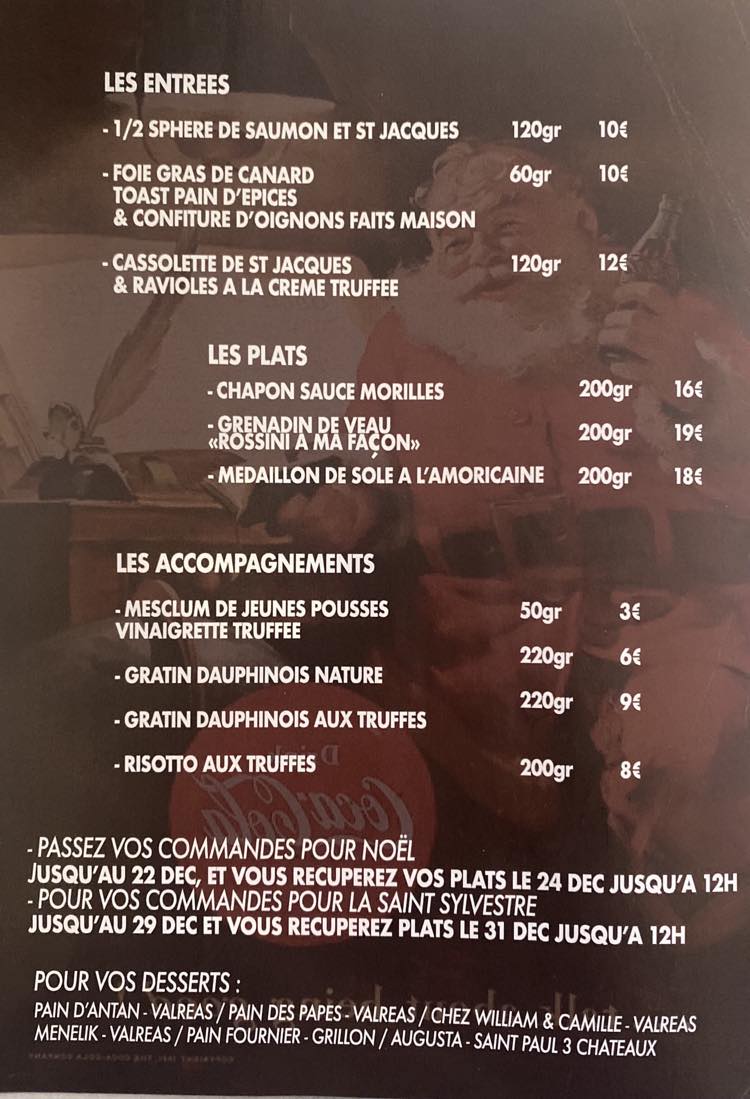 LES ENTREES
- 1/2 SPHERE DE SAUMON ET ST JACQUES 120gr 10€
- FOIE GRAS DE CANARD 60gr 10€
TOAST PAIN D'EPICES
& CONFITURE D'OIGNONS FAITS MAISON
- CASSOLETTE DE ST JACQUES 120gr 12€
& RAVIOLES A LA CREME TRUFFEE
LES PLATS
- CHAPON SAUCE MORILLES 200gr 16€
- GRENADIN DE VEAU
«ROSSINI A MA FAÇON» 200gr 19€
- MEDAILLON DE SOLE A L'AMORICAINE 200gr 18€
LES ACCOMPAGNEMENTS
- MESCLUM DE JEUNES POUSSES 50gr 3€
VINAIGRETTE TRUFFEE
220gr 6€
- GRATIN DAUPHINOIS NATURE
220gr 9€
- GRATIN DAUPHINOIS AUX TRUFFES
- RISOTTO AUX TRUFFES 200gr 8€
Drink
Coca-Cola
- PASSEZ VOS COMMANDES POUR NOËL
JUSQU'AU 22 DEC, ET VOUS RECUPEREZ VOS PLATS LE 24 DEC JUSQU'A 12H
- POUR VOS COMMANDES POUR LA SAINT SYLVESTRE
JUSQU'AU 29 DEC ET VOUS RECUPEREZ PLATS LE 31 DEC JUSQU'A 12H
POUR VOS DESSERTS :
talk about being good!
PAIN D'ANTAN - VALREAS / PAIN DES PAPES - VALREAS / CHEZ WILLIAM & CAMILLE - VALREAS
MENELIK - VALREAS / PAIN FOURNIER - GRILLON / AUGUSTA - SAINT PAUL 3 CHATEAUX